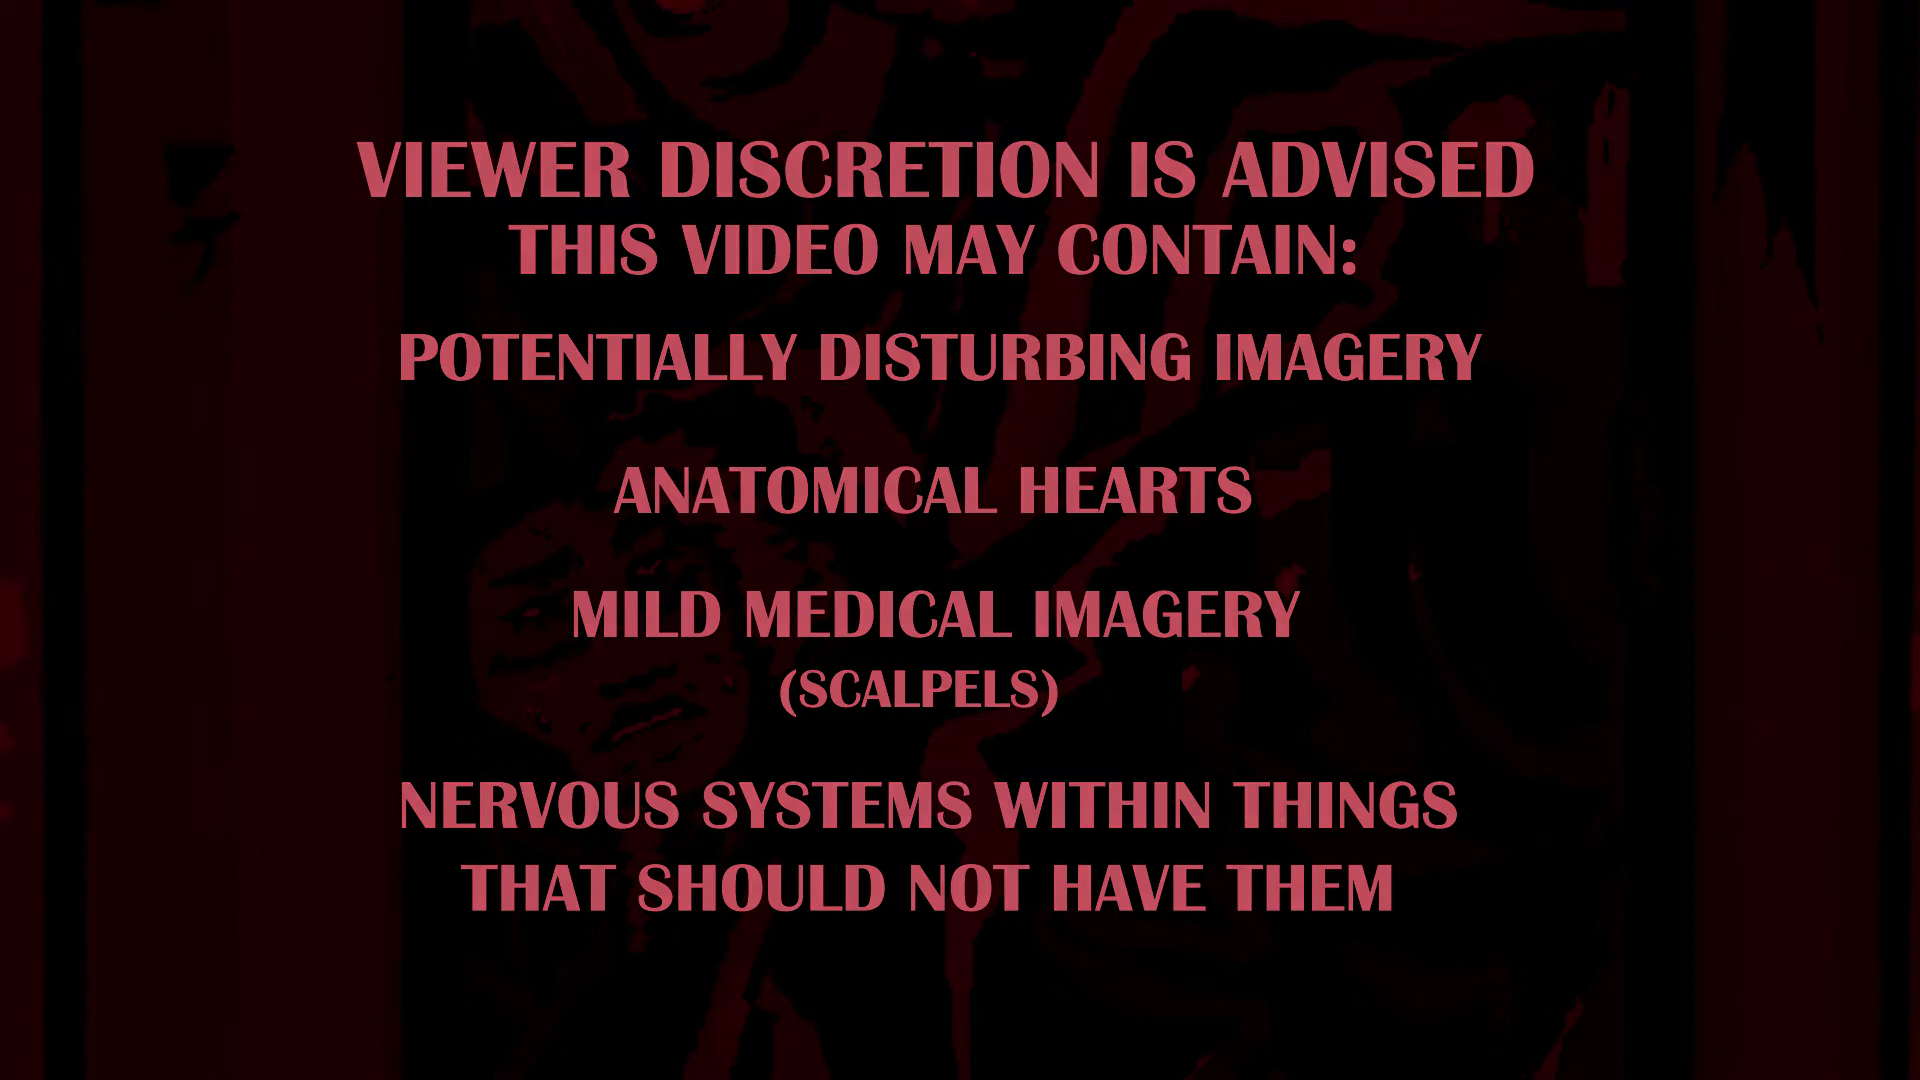 VIEWER DISCRETION IS ADVISED
THIS VIDEO MAY CONTAIN:
POTENTIALLY DISTURBING IMAGERY
ANATOMICAL HEARTS
MILD MEDICAL IMAGERY
(SCALPELS)
NERVOUS SYSTEMS WITHIN THINGS
THAT SHOULD NOT HAVE THEM